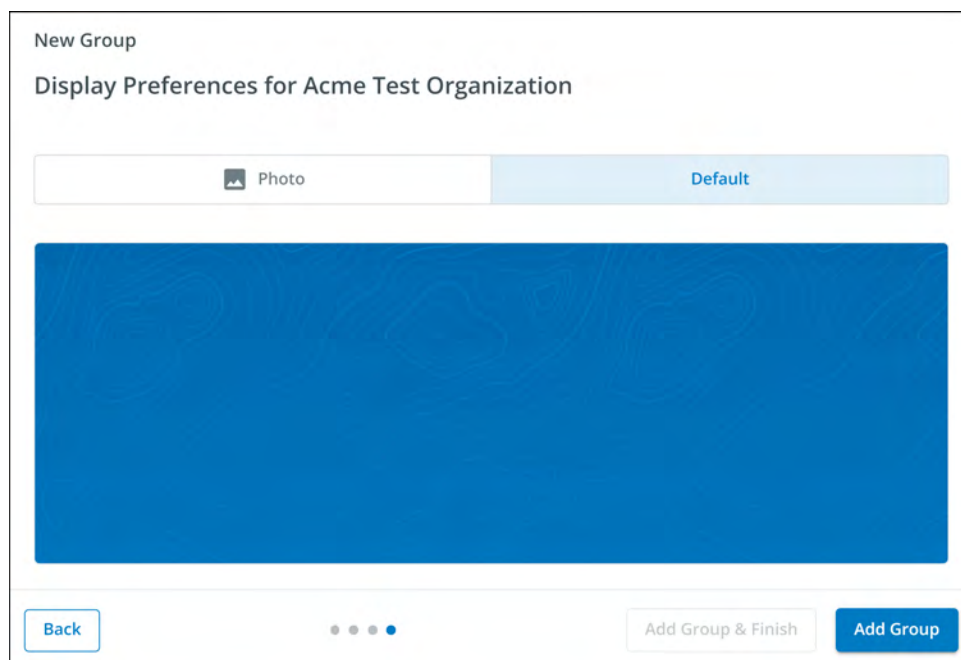 New Group
Display Preferences for Acme Test Organization
Photo
Default
Back
Add Group & Finish
Add Group